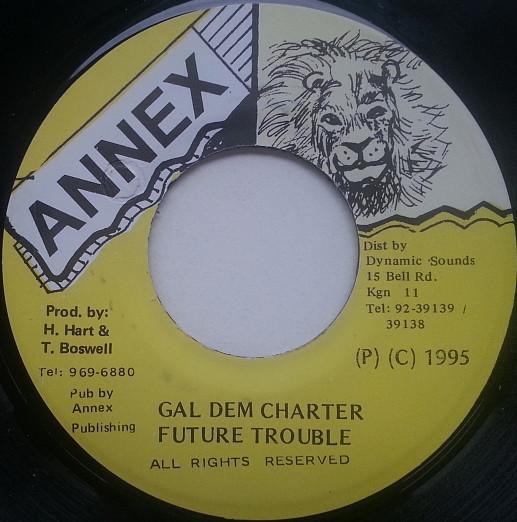 ANNEX
Dist by
Dynamic Sounds
15 Bell Rd.
Kgn 11
Tel: 92-39139 /
39138
Prod. by:
H. Hart &
T. Boswell
Tel: 969-6880
Pub by
Annex
Publishing
(P) (C) 1995
GAL DEM CHARTER
FUTURE TROUBLE
ALL RIGHTS RESERVED